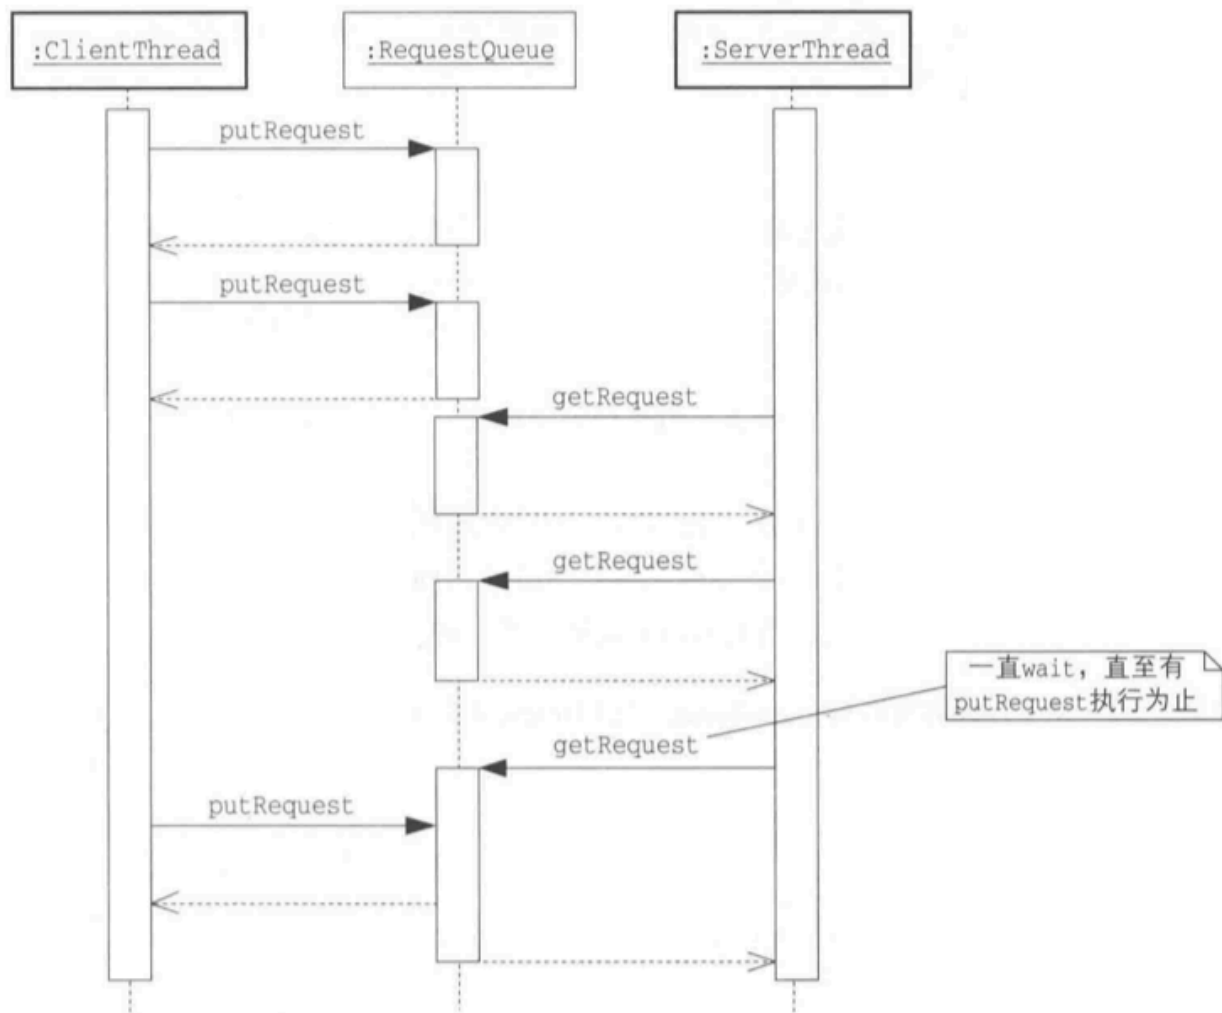 :ClientThread
:RequestQueue
:ServerThread
putRequest
putRequest
getRequest
getRequest
一直wait，直至有
putRequest执行为止
getRequest
putRequest